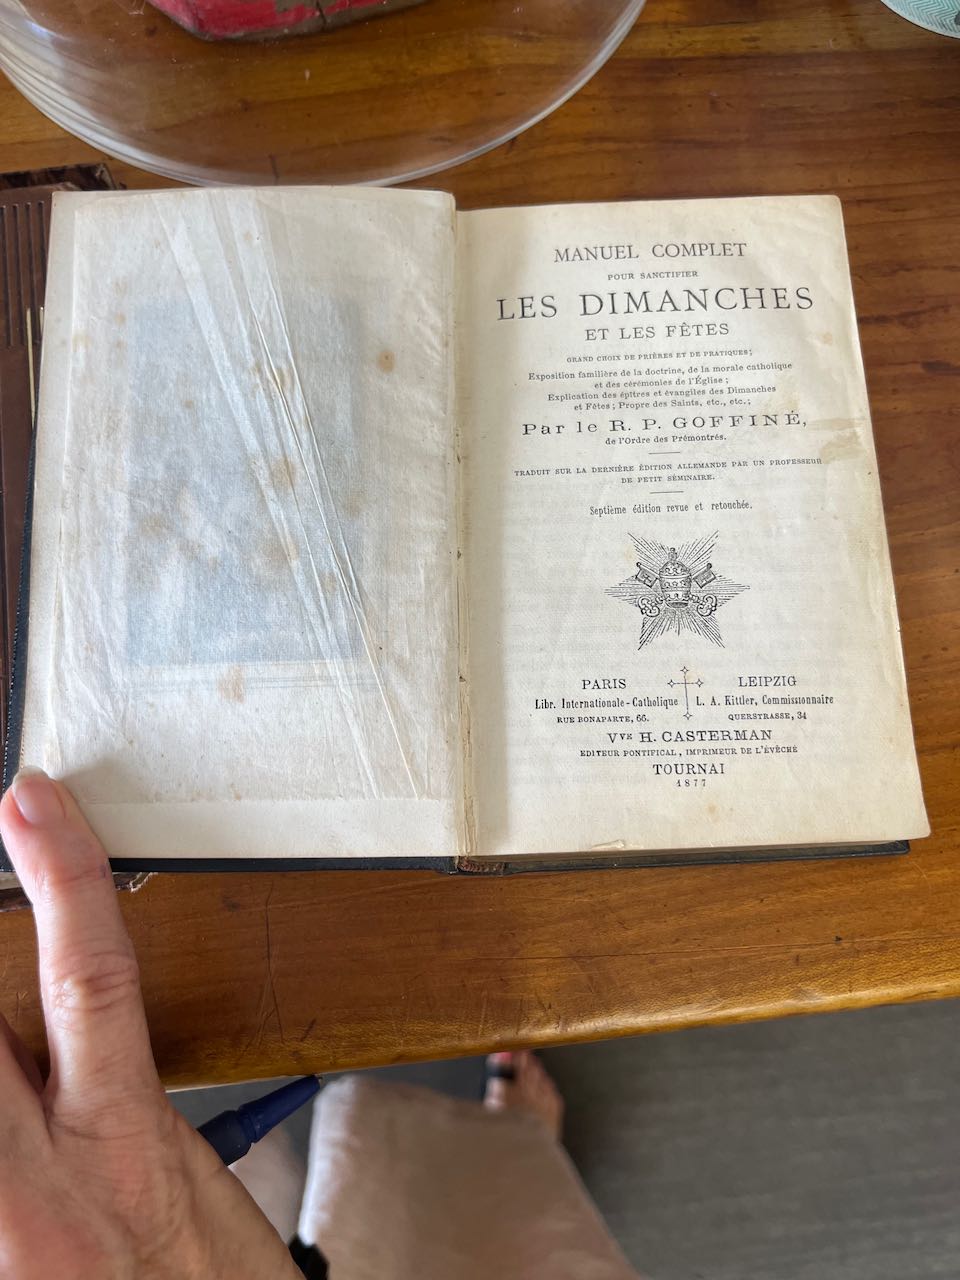 MANUEL COMPLET
POUR SANCTIFIER
LES DIMANCHES
ET LES FÊTES
GRAND CHOIX DE PRIÈRES ET DE PRATIQUES;
Exposition familière de la doctrine, de la morale catholique
et des cérémonies de l'Église;
Explication des épîtres et évangiles des Dimanches
et Fêtes; Propre des Saints, etc., etc.;
Par le R. P. GOFFINÉ,
de l'Ordre des Prémontrés.
TRADUIT SUR LA DERNIÈRE ÉDITION ALLEMANDE PAR UN PROFESSEUR
DE PETIT SÉMINAIRE.
Septième édition revue et retouchée.
PARIS
Libr. Internationale-Catholique
RUE BONAPARTE, 66.
LEIPZIG
L. A. Kittler, Commissionnaire
QUERSTRASSE, 34
VVE H. CASTERMAN
EDITEUR PONTIFICAL, IMPRIMEUR DE L'ÉVÊCHÉ
TOURNAI
1877